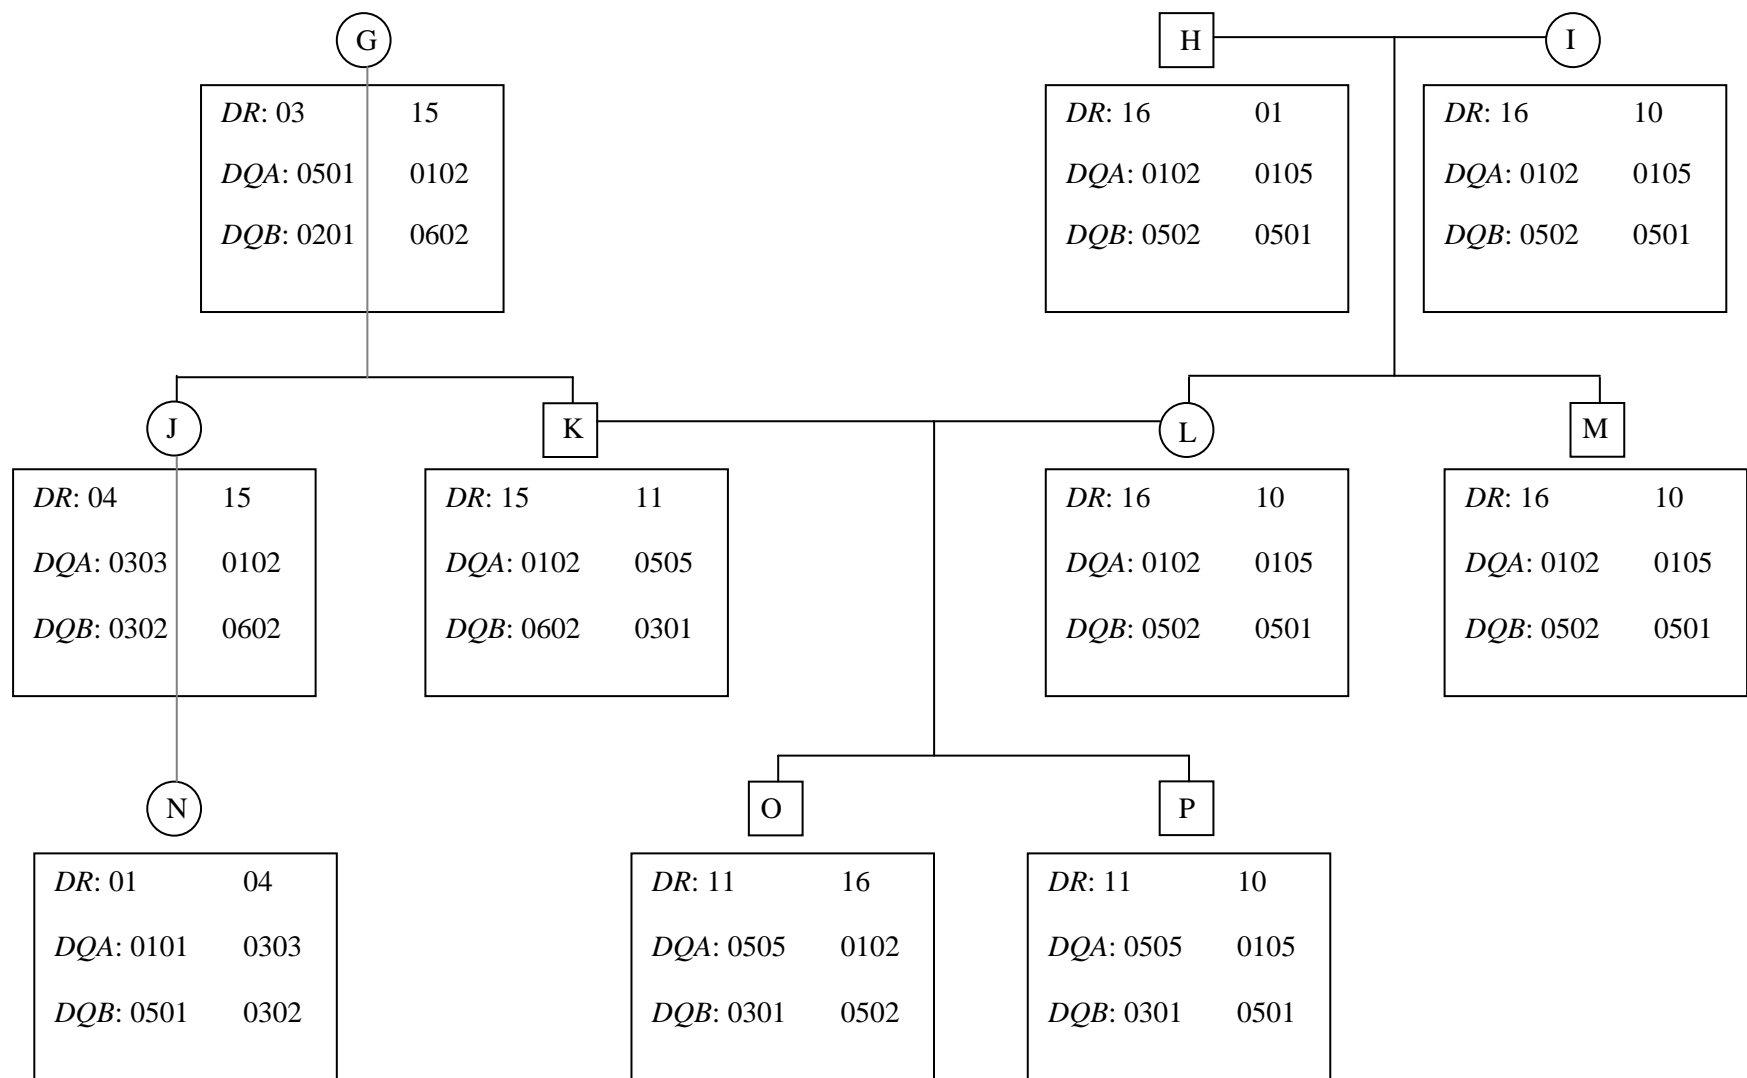 G
H
I
DR: 03 15
DQA: 0501 0102
DQB: 0201 0602
DR: 16 01
DQA: 0102 0105
DQB: 0502 0501
DR: 16 10
DQA: 0102 0105
DQB: 0502 0501
J
K
L
M
DR: 04 15
DQA: 0303 0102
DQB: 0302 0602
DR: 15 11
DQA: 0102 0505
DQB: 0602 0301
DR: 16 10
DQA: 0102 0105
DQB: 0502 0501
DR: 16 10
DQA: 0102 0105
DQB: 0502 0501
N
O
P
DR: 01 04
DQA: 0101 0303
DQB: 0501 0302
DR: 11 16
DQA: 0505 0102
DQB: 0301 0502
DR: 11 10
DQA: 0505 0105
DQB: 0301 0501